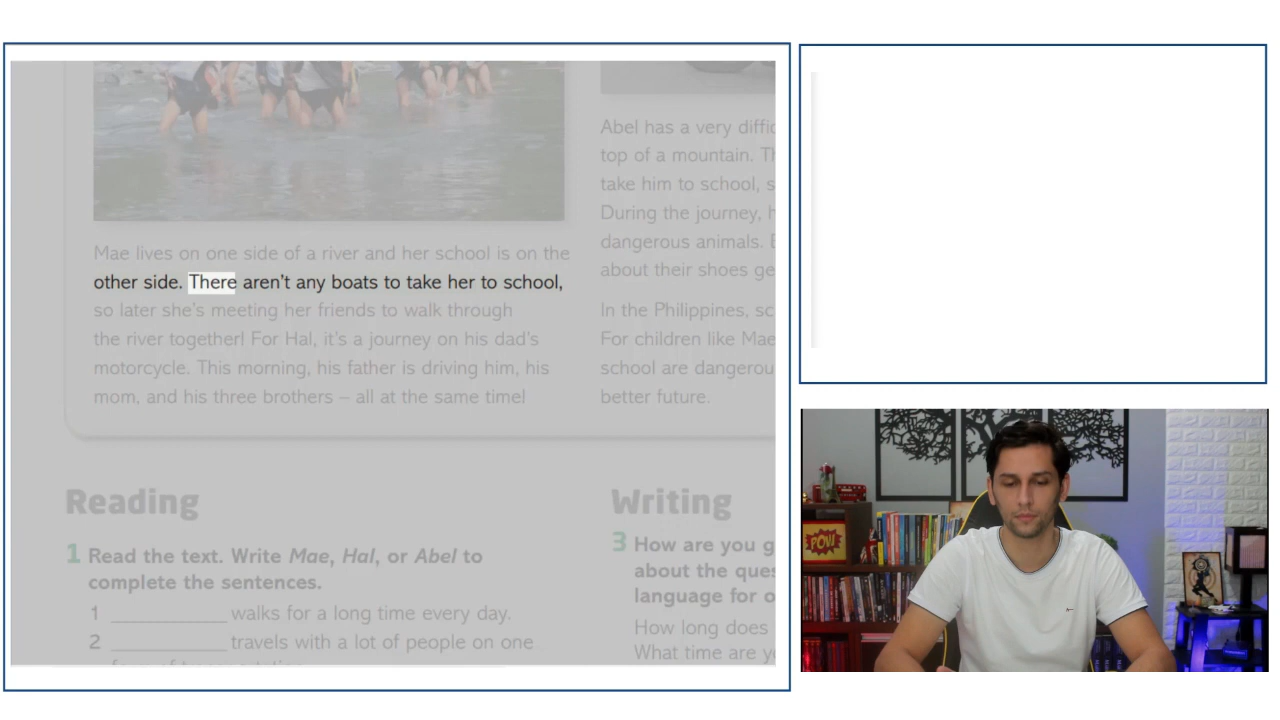 Mae lives on one side of a river and her school is on the
other side. There aren't any boats to take her to school,
so later she's meeting her friends to walk through
the river together! For Hal, it's a journey on his dad's
motorcycle. This morning, his father is driving him, his
mom, and his three brothers – all at the same time!
Abel has a very
top of a mountain.
take him to school,
During the journey,
dangerous animals.
about their shoes
In the Philippines,
For children like Mae
school are
better future.
Reading
1 Read the text. Write Mae, Hal, or Abel to
complete the sentences.
1 ____________ walks for a long time every day.
2 ____________ travels with a lot of people on one
Writing
3 How are you
about the
language for
How long does
What time are
POW!